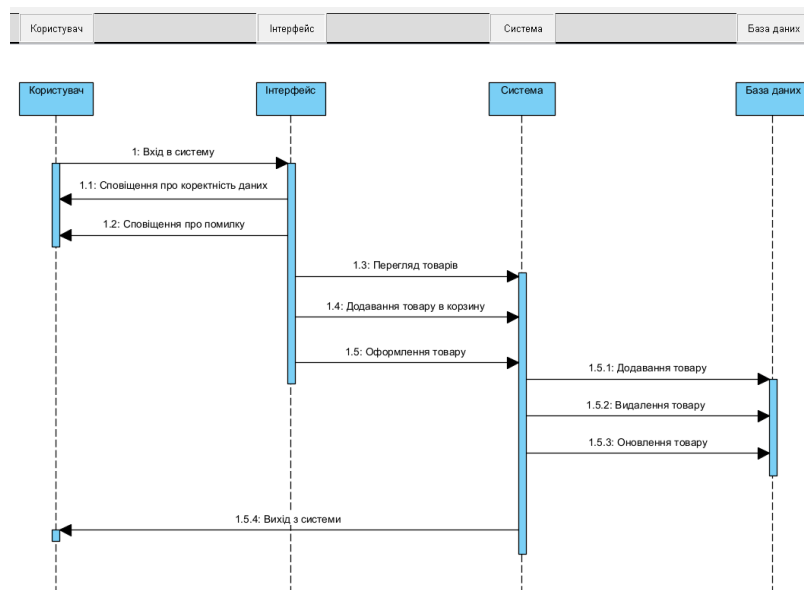 Користувач
Інтерфейс
Система
База даних
Користувач
Інтерфейс
Система
База даних
1: Вхід в систему
1.1: Сповіщення про коректність даних
1.2: Сповіщення про помилку
1.3: Перегляд товарів
1.4: Додавання товару в корзину
1.5: Оформлення товару
1.5.1: Додавання товару
1.5.2: Видалення товару
1.5.3: Оновлення товару
1.5.4: Вихід з системи